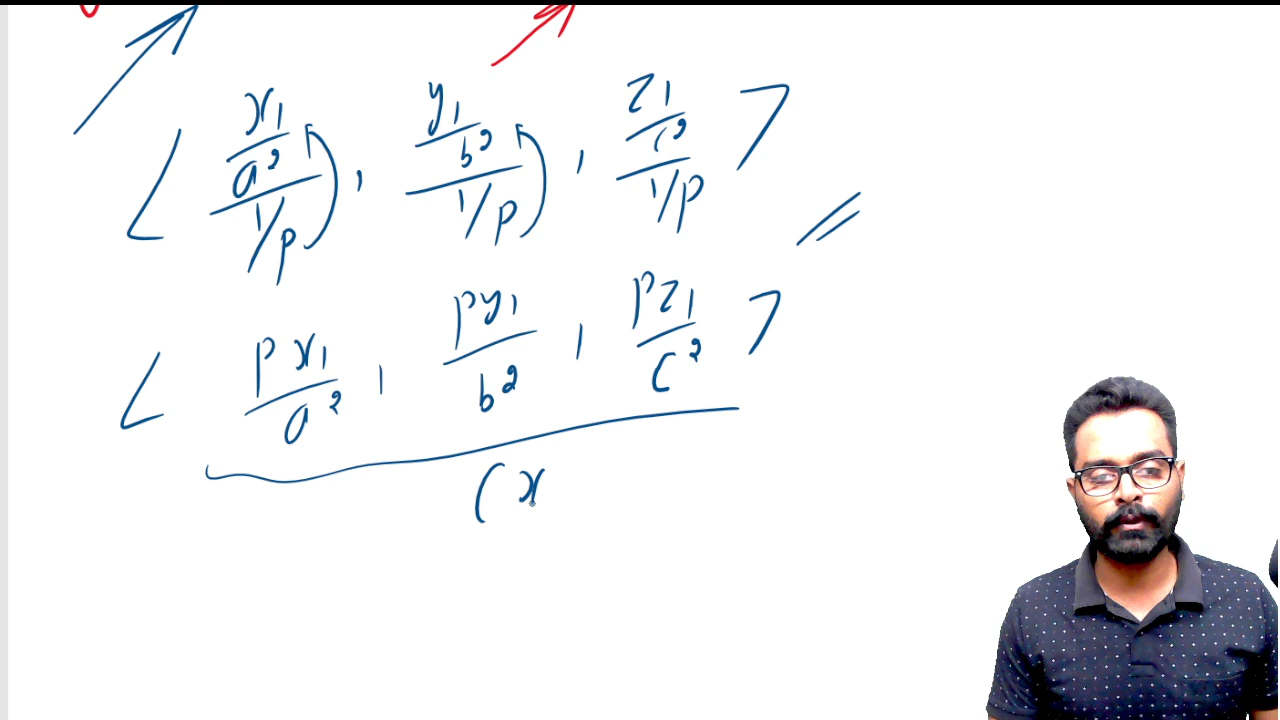 < x₁/a² / 1/p , y₁/b² / 1/p , z₁/c² / 1/p > =
< px₁/a² , py₁/b² , pz₁/c² >
(x